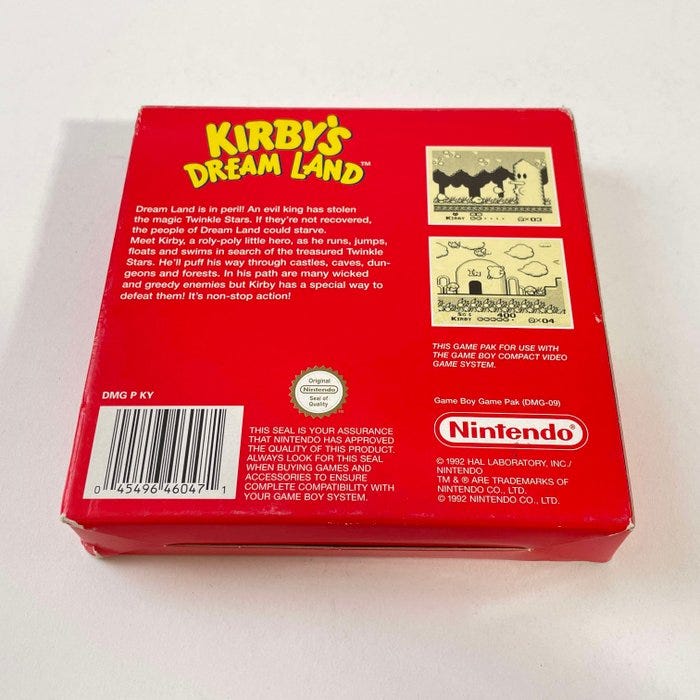 KIRBY'S
DREAM LAND™
Dream Land is in peril! An evil king has stolen
the magic Twinkle Stars. If they're not recovered,
the people of Dream Land could starve.
Meet Kirby, a roly-poly little hero, as he runs, jumps,
floats and swims in search of the treasured Twinkle
Stars. He'll puff his way through castles, caves, dun-
geons and forests. In his path are many wicked
and greedy enemies but Kirby has a special way to
defeat them! It's non-stop action!
KIRBY
×03
400
KIRBY
×04
THIS GAME PAK FOR USE WITH
THE GAME BOY COMPACT VIDEO
GAME SYSTEM.
DMG P KY
0 45496 46047 1
Original
Nintendo
Seal of
Quality
THIS SEAL IS YOUR ASSURANCE
THAT NINTENDO HAS APPROVED
THE QUALITY OF THIS PRODUCT.
ALWAYS LOOK FOR THIS SEAL
WHEN BUYING GAMES AND
ACCESSORIES TO ENSURE
COMPLETE COMPATIBILITY WITH
YOUR GAME BOY SYSTEM.
Game Boy Game Pak (DMG-09)
Nintendo®
© 1992 HAL LABORATORY, INC./
NINTENDO
TM & ® ARE TRADEMARKS OF
NINTENDO CO., LTD.
© 1992 NINTENDO CO., LTD.